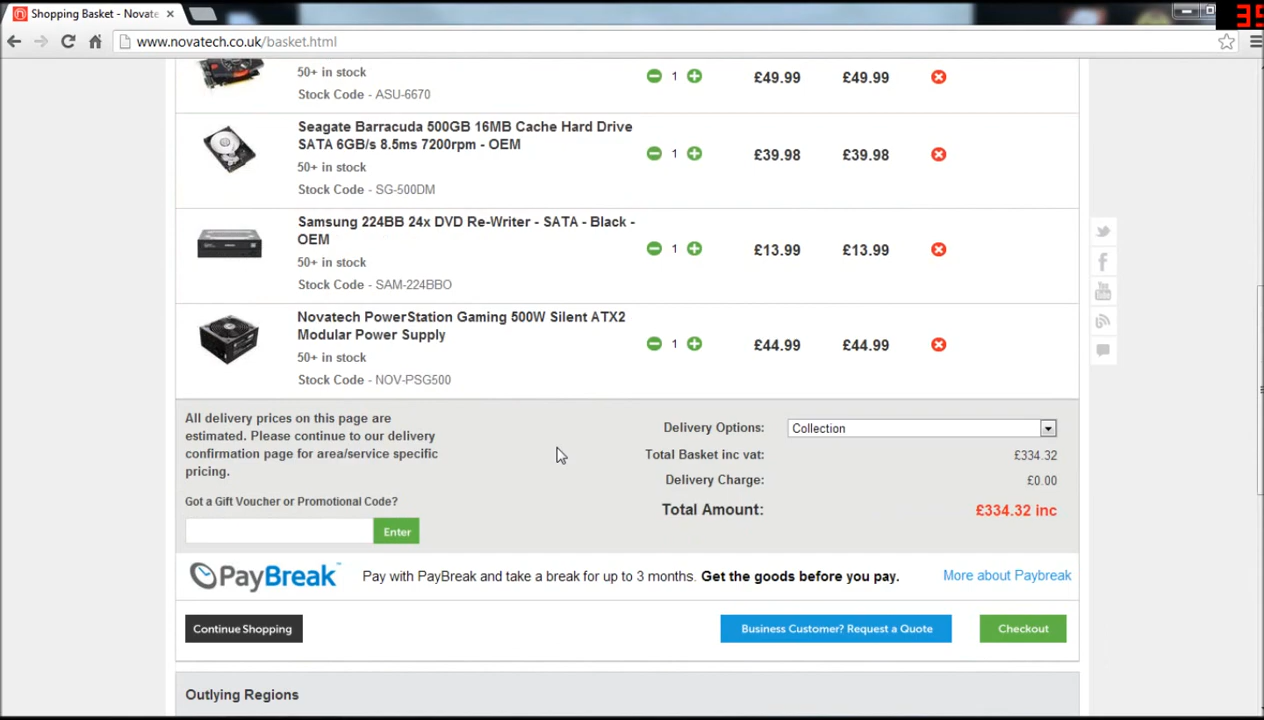 Shopping Basket - Novate
35
www.novatech.co.uk/basket.html
50+ in stock
1
£49.99
£49.99
Stock Code - ASU-6670
Seagate Barracuda 500GB 16MB Cache Hard Drive
SATA 6GB/s 8.5ms 7200rpm - OEM
1
£39.98
£39.98
50+ in stock
Stock Code - SG-500DM
Samsung 224BB 24x DVD Re-Writer - SATA - Black -
OEM
1
£13.99
£13.99
50+ in stock
Stock Code - SAM-224BBO
Novatech PowerStation Gaming 500W Silent ATX2
Modular Power Supply
1
£44.99
£44.99
50+ in stock
Stock Code - NOV-PSG500
All delivery prices on this page are
estimated. Please continue to our delivery
confirmation page for area/service specific
pricing.
Got a Gift Voucher or Promotional Code?
Enter
Delivery Options:
Collection
Total Basket inc vat:
£334.32
Delivery Charge:
£0.00
Total Amount:
£334.32 inc
PayBreak™
Pay with PayBreak and take a break for up to 3 months. Get the goods before you pay.
More about Paybreak
Continue Shopping
Business Customer? Request a Quote
Checkout
Outlying Regions
You Tube